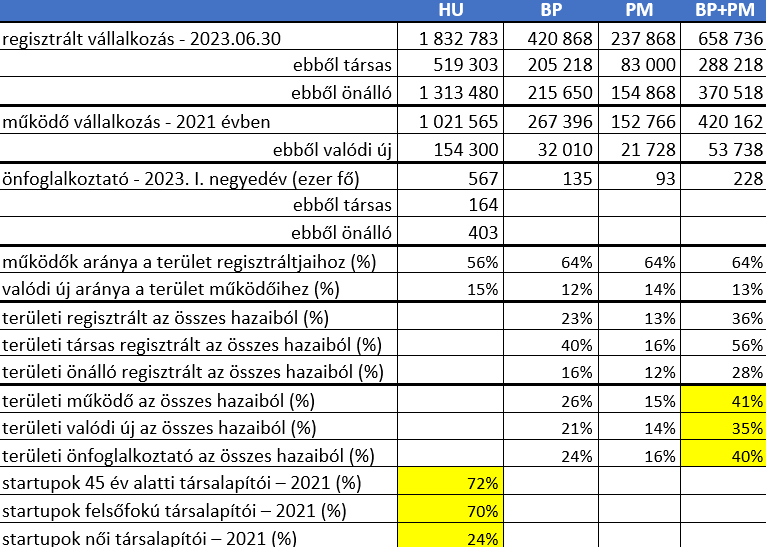 HU BP PM BP+PM
regisztrált vállalkozás - 2023.06.30 1 832 783 420 868 237 868 658 736
ebből társas 519 303 205 218 83 000 288 218
ebből önálló 1 313 480 215 650 154 868 370 518
működő vállalkozás - 2021 évben 1 021 565 267 396 152 766 420 162
ebből valódi új 154 300 32 010 21 728 53 738
önfoglalkoztató - 2023. I. negyedév (ezer fő) 567 135 93 228
ebből társas 164
ebből önálló 403
működők aránya a terület regisztráltjaihoz (%) 56% 64% 64% 64%
valódi új aránya a terület működőihez (%) 15% 12% 14% 13%
területi regisztrált az összes hazaiból (%) 23% 13% 36%
területi társas regisztrált az összes hazaiból (%) 40% 16% 56%
területi önálló regisztrált az összes hazaiból (%) 16% 12% 28%
területi működő az összes hazaiból (%) 26% 15% 41%
területi valódi új az összes hazaiból (%) 21% 14% 35%
területi önfoglalkoztató az összes hazaiból (%) 24% 16% 40%
startupok 45 év alatti társalapítói – 2021 (%) 72%
startupok felsőfokú társalapítói – 2021 (%) 70%
startupok női társalapítói – 2021 (%) 24%